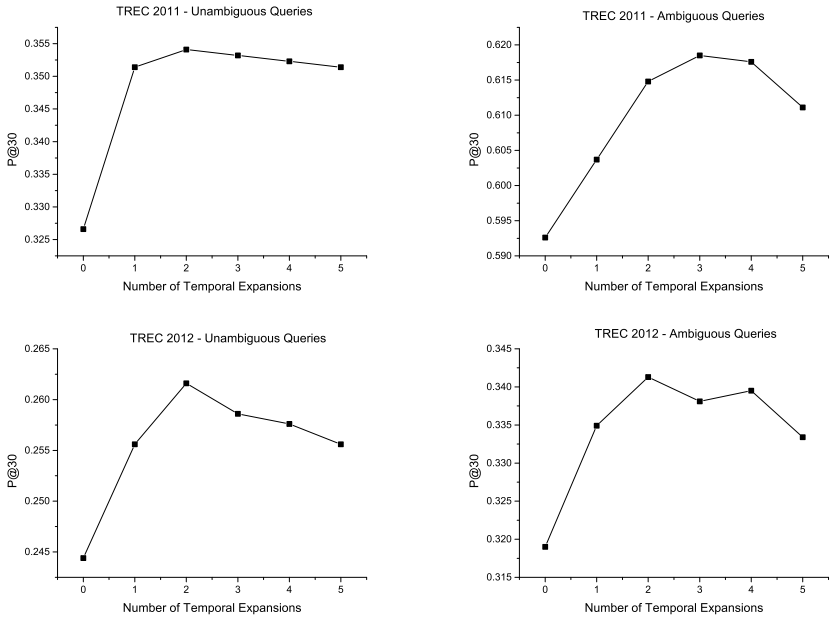 TREC 2011 - Unambiguous Queries
0.355
0.350
0.345
0.340
0.335
0.330
0.325
P@30
0 1 2 3 4 5
Number of Temporal Expansions
TREC 2011 - Ambiguous Queries
0.620
0.615
0.610
0.605
0.600
0.595
0.590
P@30
0 1 2 3 4 5
Number of Temporal Expansions
TREC 2012 - Unambiguous Queries
0.265
0.260
0.255
0.250
0.245
P@30
0 1 2 3 4 5
Number of Temporal Expansions
TREC 2012 - Ambiguous Queries
0.345
0.340
0.335
0.330
0.325
0.320
0.315
P@30
0 1 2 3 4 5
Number of Temporal Expansions